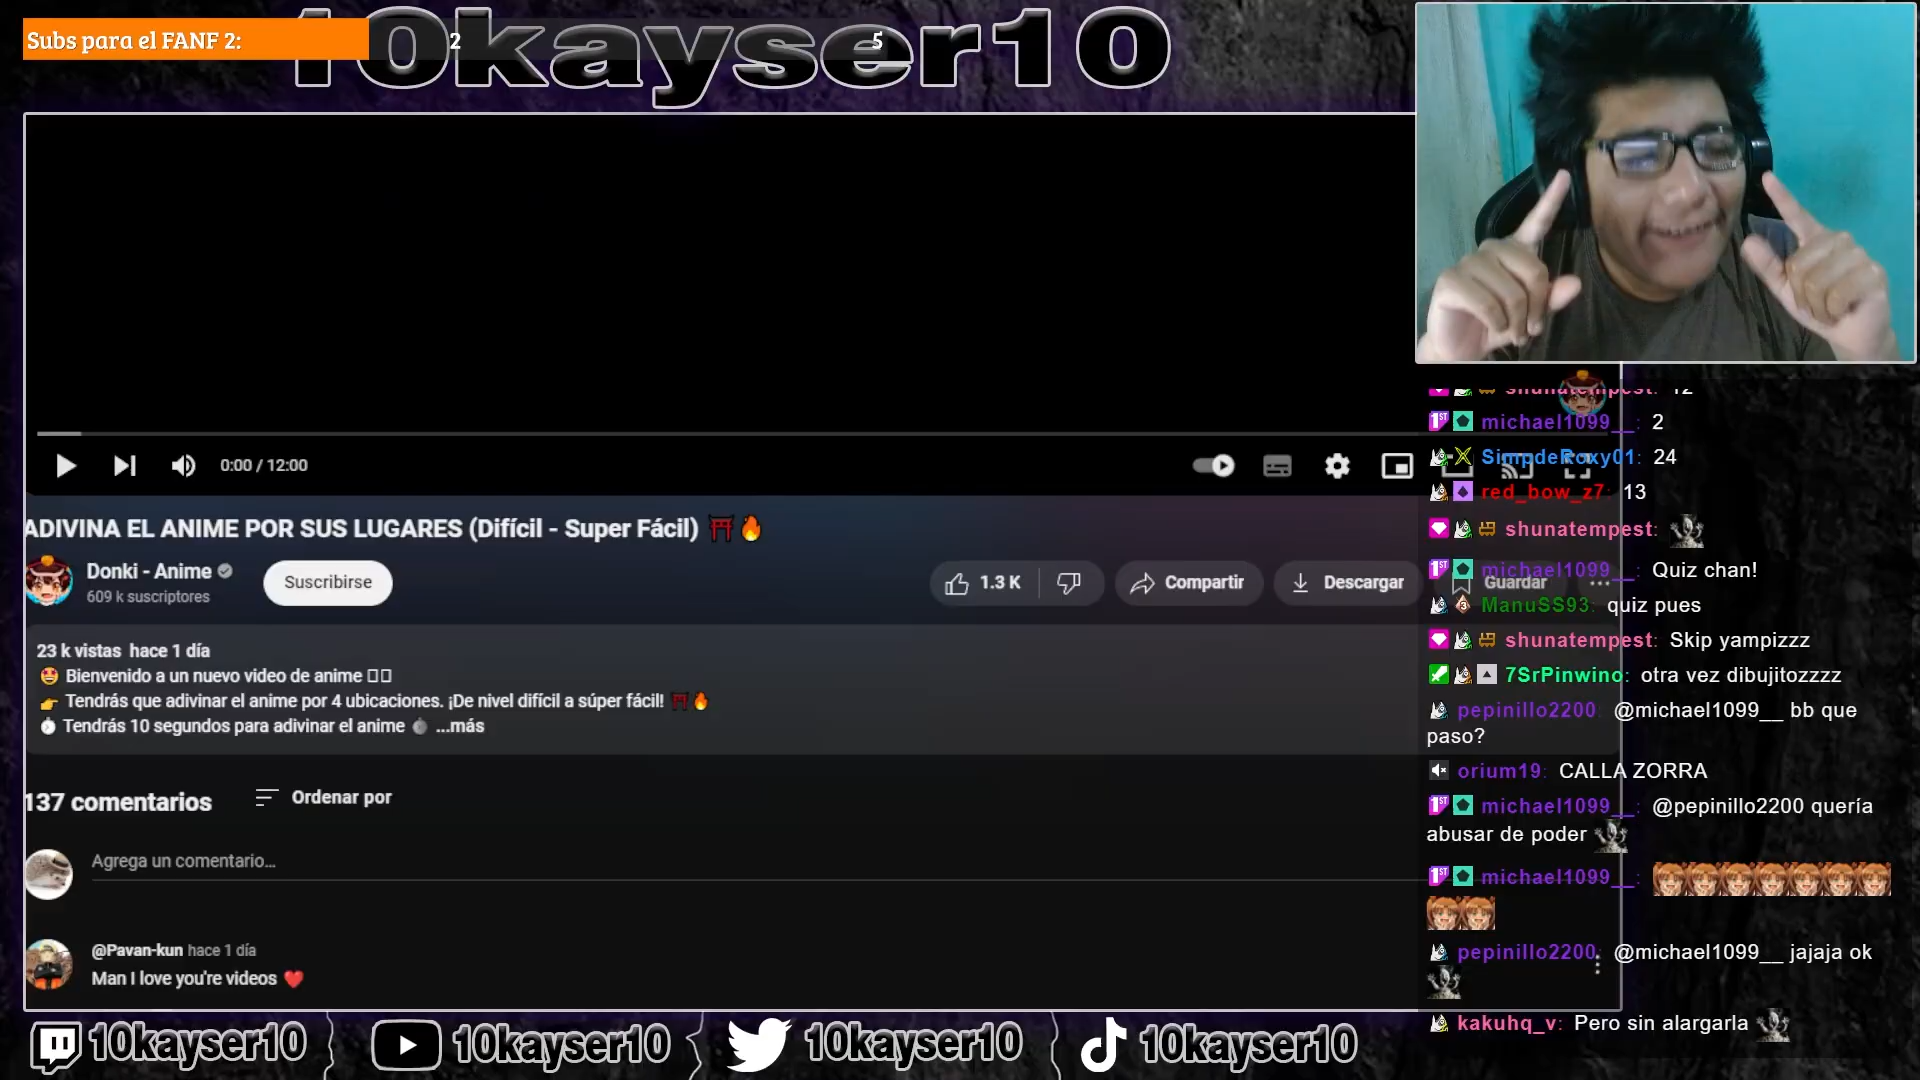 Subs para el FANF 2:
2
5
10kayser10
0:00 / 12:00
ADIVINA EL ANIME POR SUS LUGARES (Difícil - Super Fácil) ⛩️🔥
Donki - Anime
609 k suscriptores
Suscribirse
1.3 K
Compartir
Descargar
Guardar
23 k vistas hace 1 día
🤩 Bienvenido a un nuevo video de anime
👉 Tendrás que adivinar el anime por 4 ubicaciones. ¡De nivel difícil a súper fácil! ⛩️🔥
Tendrás 10 segundos para adivinar el anime ...más
137 comentarios
Ordenar por
Agrega un comentario...
@Pavan-kun hace 1 día
Man I love you're videos ❤️
shunatempest: 12
michael1099__: 2
SimpdeRoxy01: 24
red_bow_z7: 13
shunatempest:
michael1099__: Quiz chan!
ManuSS93: quiz pues
shunatempest: Skip yampizzz
7SrPinwino: otra vez dibujitozzzz
pepinillo2200: @michael1099__ bb que
paso?
orium19: CALLA ZORRA
michael1099__: @pepinillo2200 quería
abusar de poder
michael1099__:
pepinillo2200: @michael1099__ jajaja ok
kakuhq_v: Pero sin alargarla
10kayser10
10kayser10
10kayser10
10kayser10